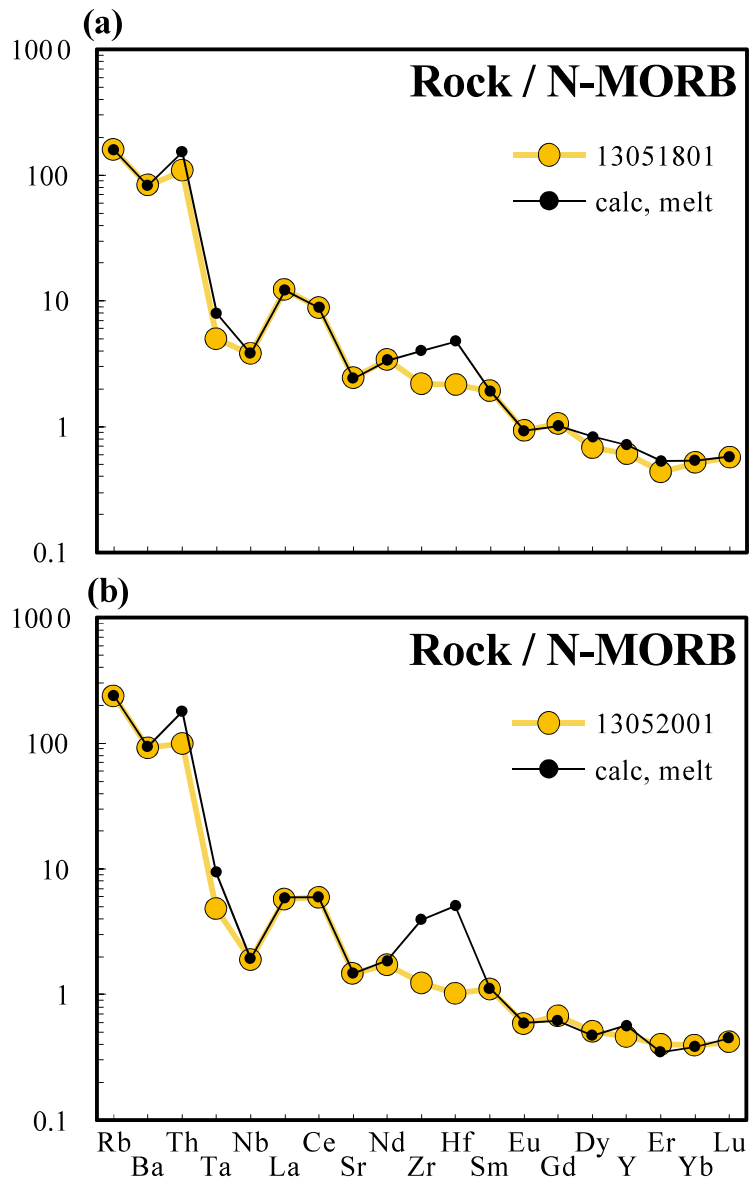 (a)
Rock / N-MORB
1000
100
10
1
0.1
13051801
calc, melt
(b)
Rock / N-MORB
1000
100
10
1
0.1
13052001
calc, melt
Rb Th Nb Ce Nd Hf Eu Dy Er Lu
Ba Ta La Sr Zr Sm Gd Y Yb